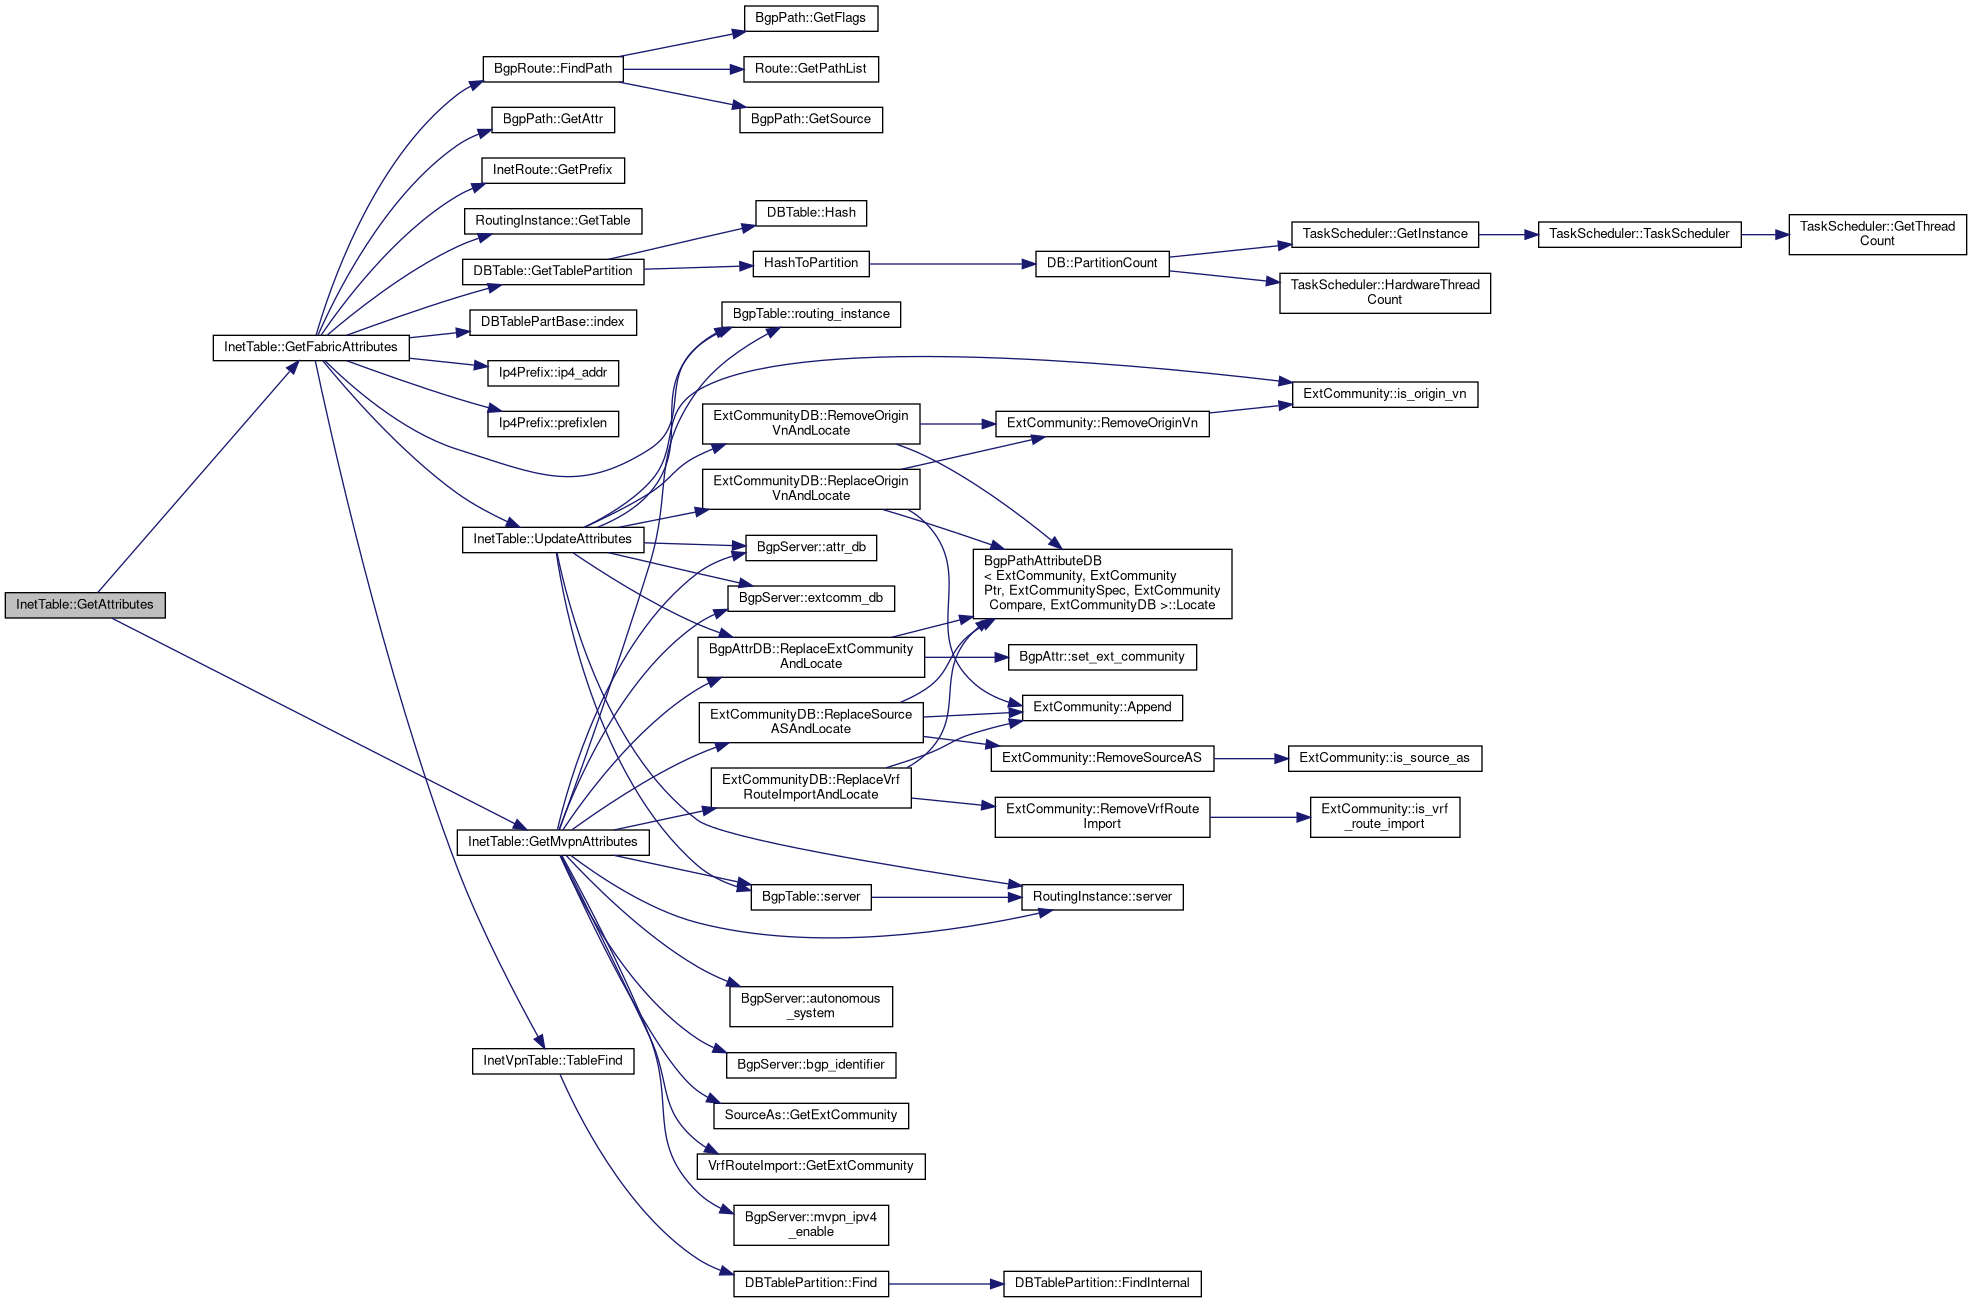 InetTable::GetAttributes
InetTable::GetFabricAttributes
BgpRoute::FindPath
BgpPath::GetFlags
Route::GetPathList
BgpPath::GetSource
BgpPath::GetAttr
InetRoute::GetPrefix
RoutingInstance::GetTable
DBTable::GetTablePartition
DBTable::Hash
HashToPartition
DB::PartitionCount
TaskScheduler::GetInstance
TaskScheduler::TaskScheduler
TaskScheduler::GetThread
Count
TaskScheduler::HardwareThread
Count
DBTablePartBase::index
BgpTable::routing_instance
Ip4Prefix::ip4_addr
Ip4Prefix::prefixlen
InetTable::UpdateAttributes
ExtCommunity::is_origin_vn
ExtCommunityDB::RemoveOrigin
VnAndLocate
ExtCommunity::RemoveOriginVn
ExtCommunityDB::ReplaceOrigin
VnAndLocate
BgpServer::attr_db
BgpServer::extcomm_db
BgpPathAttributeDB
< ExtCommunity, ExtCommunity
Ptr, ExtCommunitySpec, ExtCommunity
Compare, ExtCommunityDB >::Locate
BgpAttrDB::ReplaceExtCommunity
AndLocate
BgpAttr::set_ext_community
ExtCommunityDB::ReplaceSource
ASAndLocate
ExtCommunity::Append
ExtCommunity::RemoveSourceAS
ExtCommunity::is_source_as
ExtCommunityDB::ReplaceVrf
RouteImportAndLocate
ExtCommunity::RemoveVrfRoute
Import
ExtCommunity::is_vrf
_route_import
InetTable::GetMvpnAttributes
BgpTable::server
RoutingInstance::server
BgpServer::autonomous
_system
BgpServer::bgp_identifier
InetVpnTable::TableFind
SourceAs::GetExtCommunity
VrfRouteImport::GetExtCommunity
BgpServer::mvpn_ipv4
_enable
DBTablePartition::Find
DBTablePartition::FindInternal